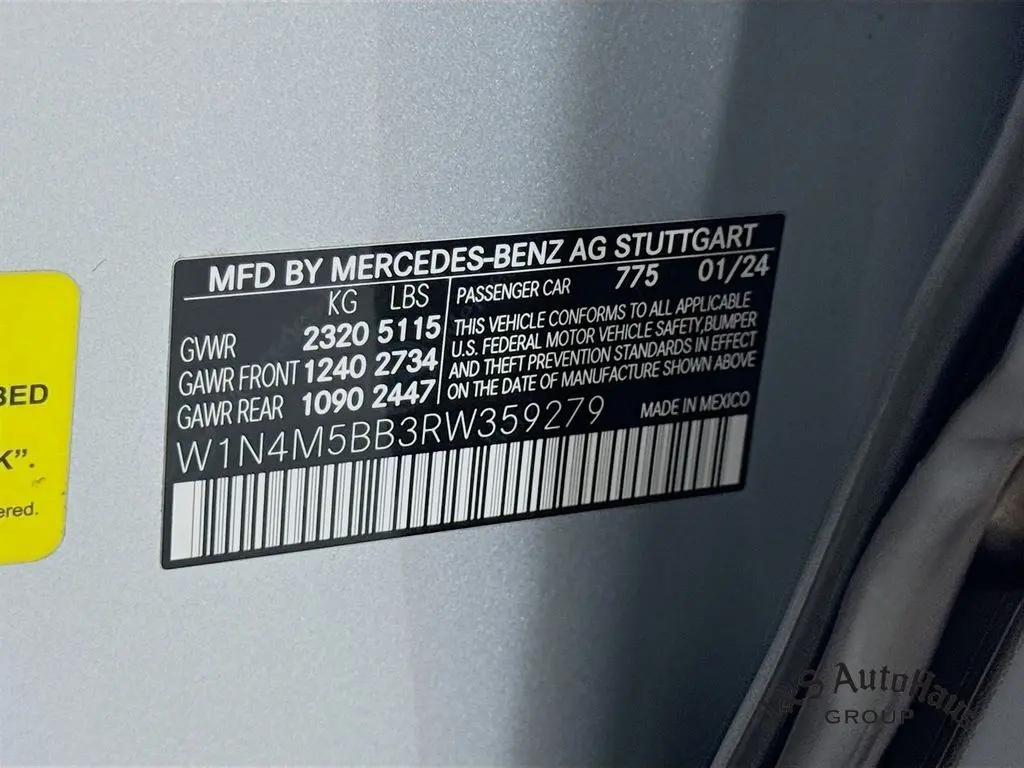 MFD BY MERCEDES-BENZ AG STUTTGART
KG LBS
GVWR 2320 5115
GAWR FRONT 1240 2734
GAWR REAR 1090 2447
PASSENGER CAR 775 01/24
THIS VEHICLE CONFORMS TO ALL APPLICABLE
U.S. FEDERAL MOTOR VEHICLE SAFETY,BUMPER
AND THEFT PREVENTION STANDARDS IN EFFECT
ON THE DATE OF MANUFACTURE SHOWN ABOVE
W1N4M5BB3RW359279
MADE IN MEXICO
BED
K”.
ered.
AutoHaus
GROUP